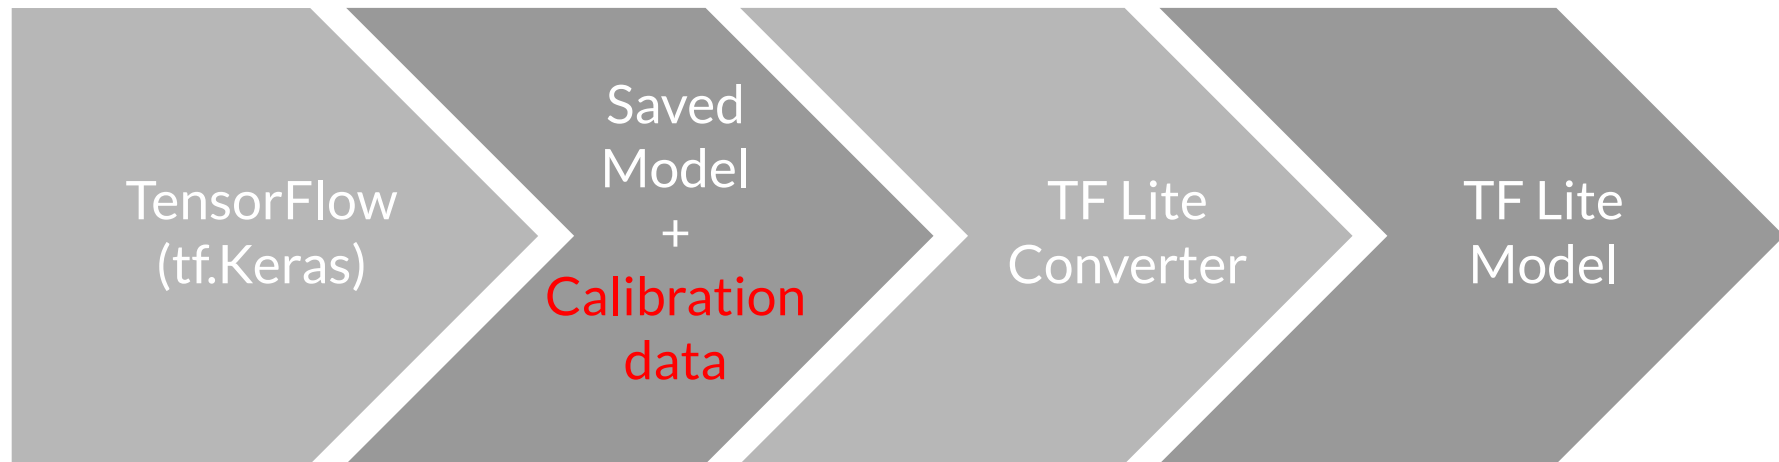 TensorFlow
(tf.Keras)
Saved
Model
+
Calibration
data
TF Lite
Converter
TF Lite
Model